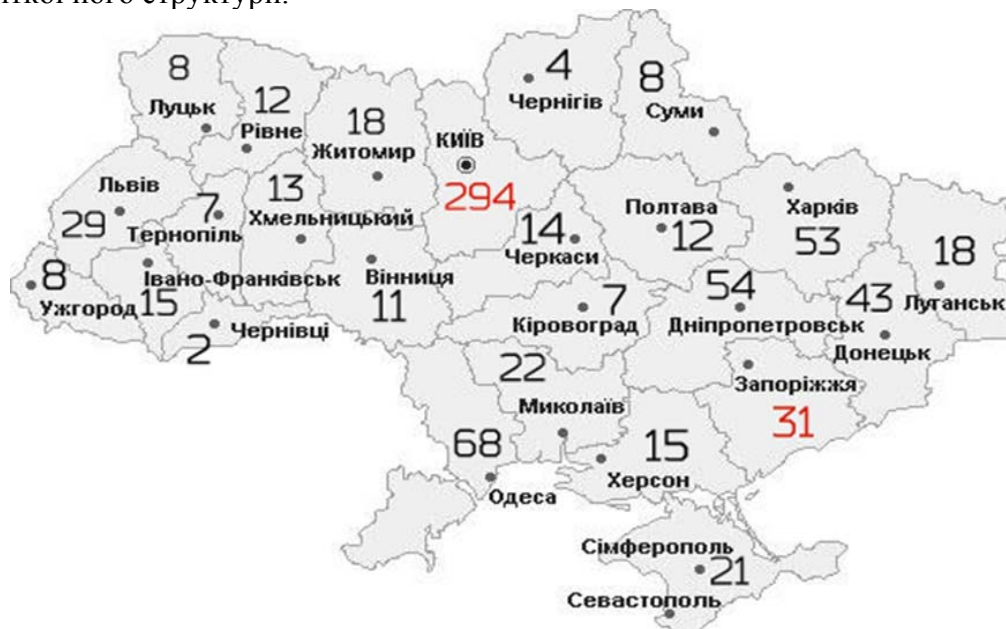 структури.
4
8
Чернігів
8
Луцьк
12
Рівне
18
Житомир
КИЇВ
294
Суми
Львів
29
7
Тернопіль
13
Хмельницький
14
Черкаси
Полтава
12
Харків
53
18
Луганськ
8
Ужгород
15
Івано-Франківськ
Вінниця
11
7
Кіровоград
54
Дніпропетровськ
43
Донецьк
2
Чернівці
22
Миколаїв
Запоріжжя
31
68
Одеса
15
Херсон
Сімферополь
21
Севастополь